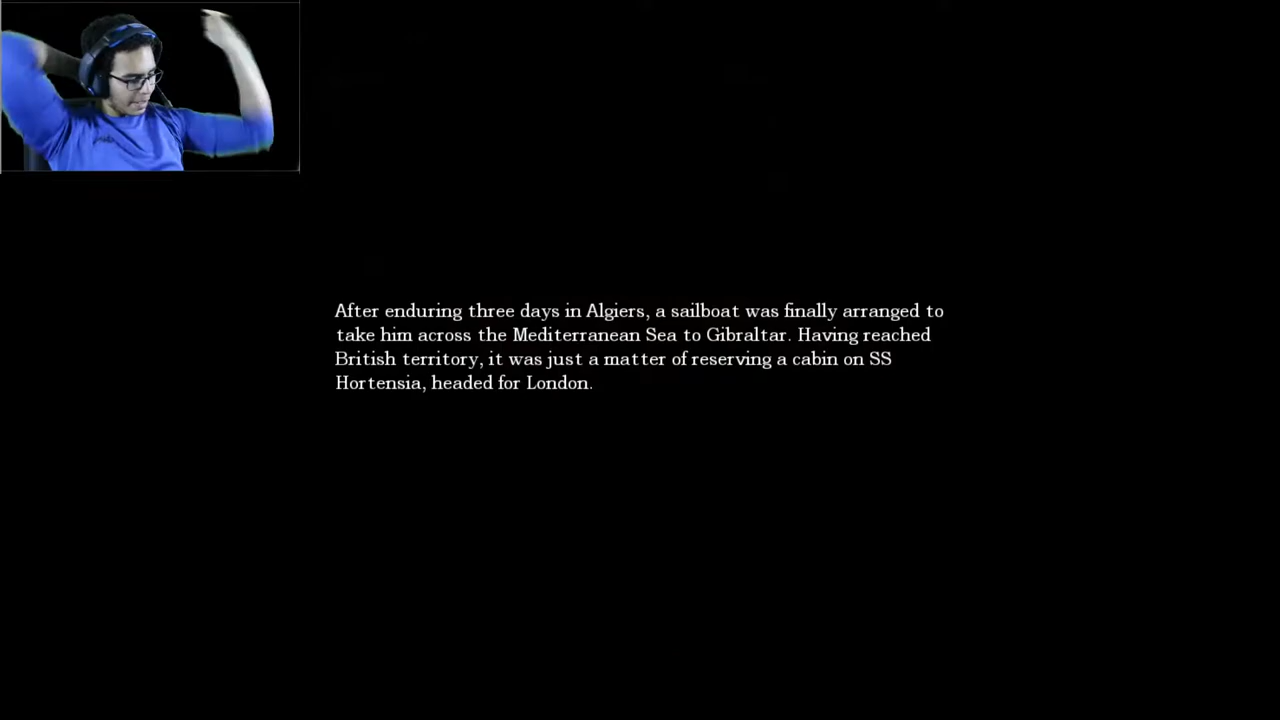 After enduring three days in Algiers, a sailboat was finally arranged to
take him across the Mediterranean Sea to Gibraltar. Having reached
British territory, it was just a matter of reserving a cabin on SS
Hortensia, headed for London.